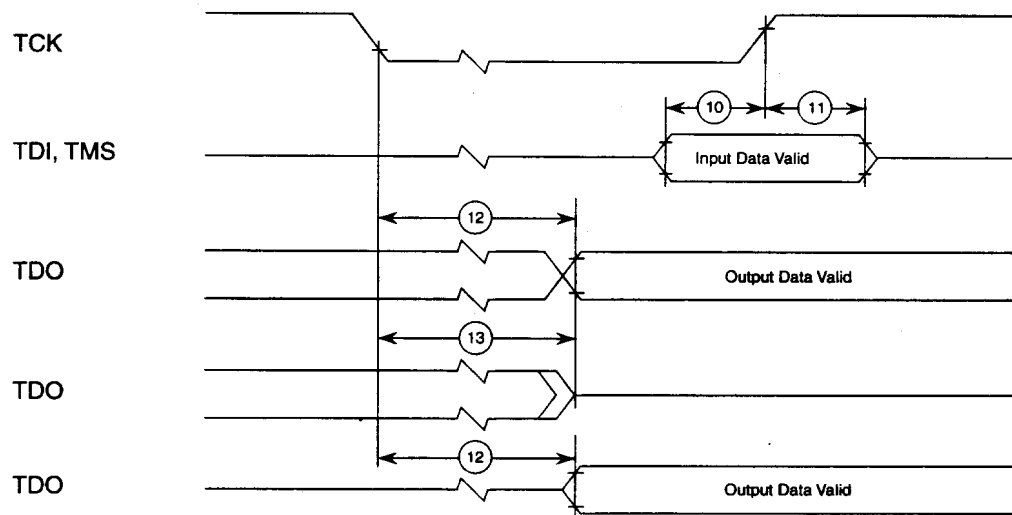 TCK
10
11
TDI, TMS
Input Data Valid
12
TDO
Output Data Valid
13
TDO
12
TDO
Output Data Valid